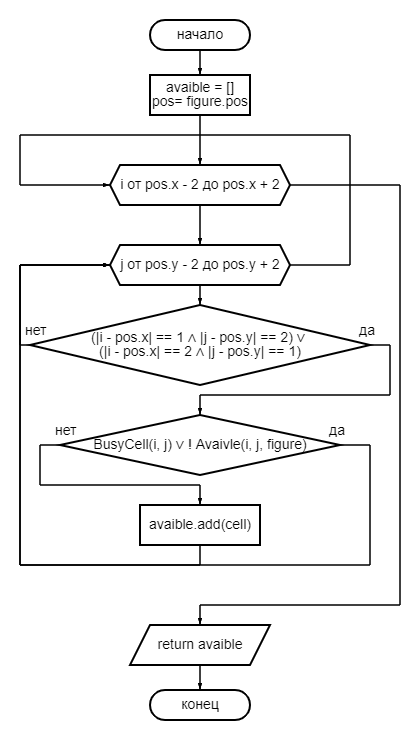 начало
avaible = []
pos= figure.pos
i от pos.x - 2 до pos.x + 2
j от pos.y - 2 до pos.y + 2
нет
да
(|i - pos.x| == 1 ∧ |j - pos.y| == 2) ∨
(|i - pos.x| == 2 ∧ |j - pos.y| == 1)
нет
да
BusyCell(i, j) ∨ ! Avaivle(i, j, figure)
avaible.add(cell)
return avaible
конец